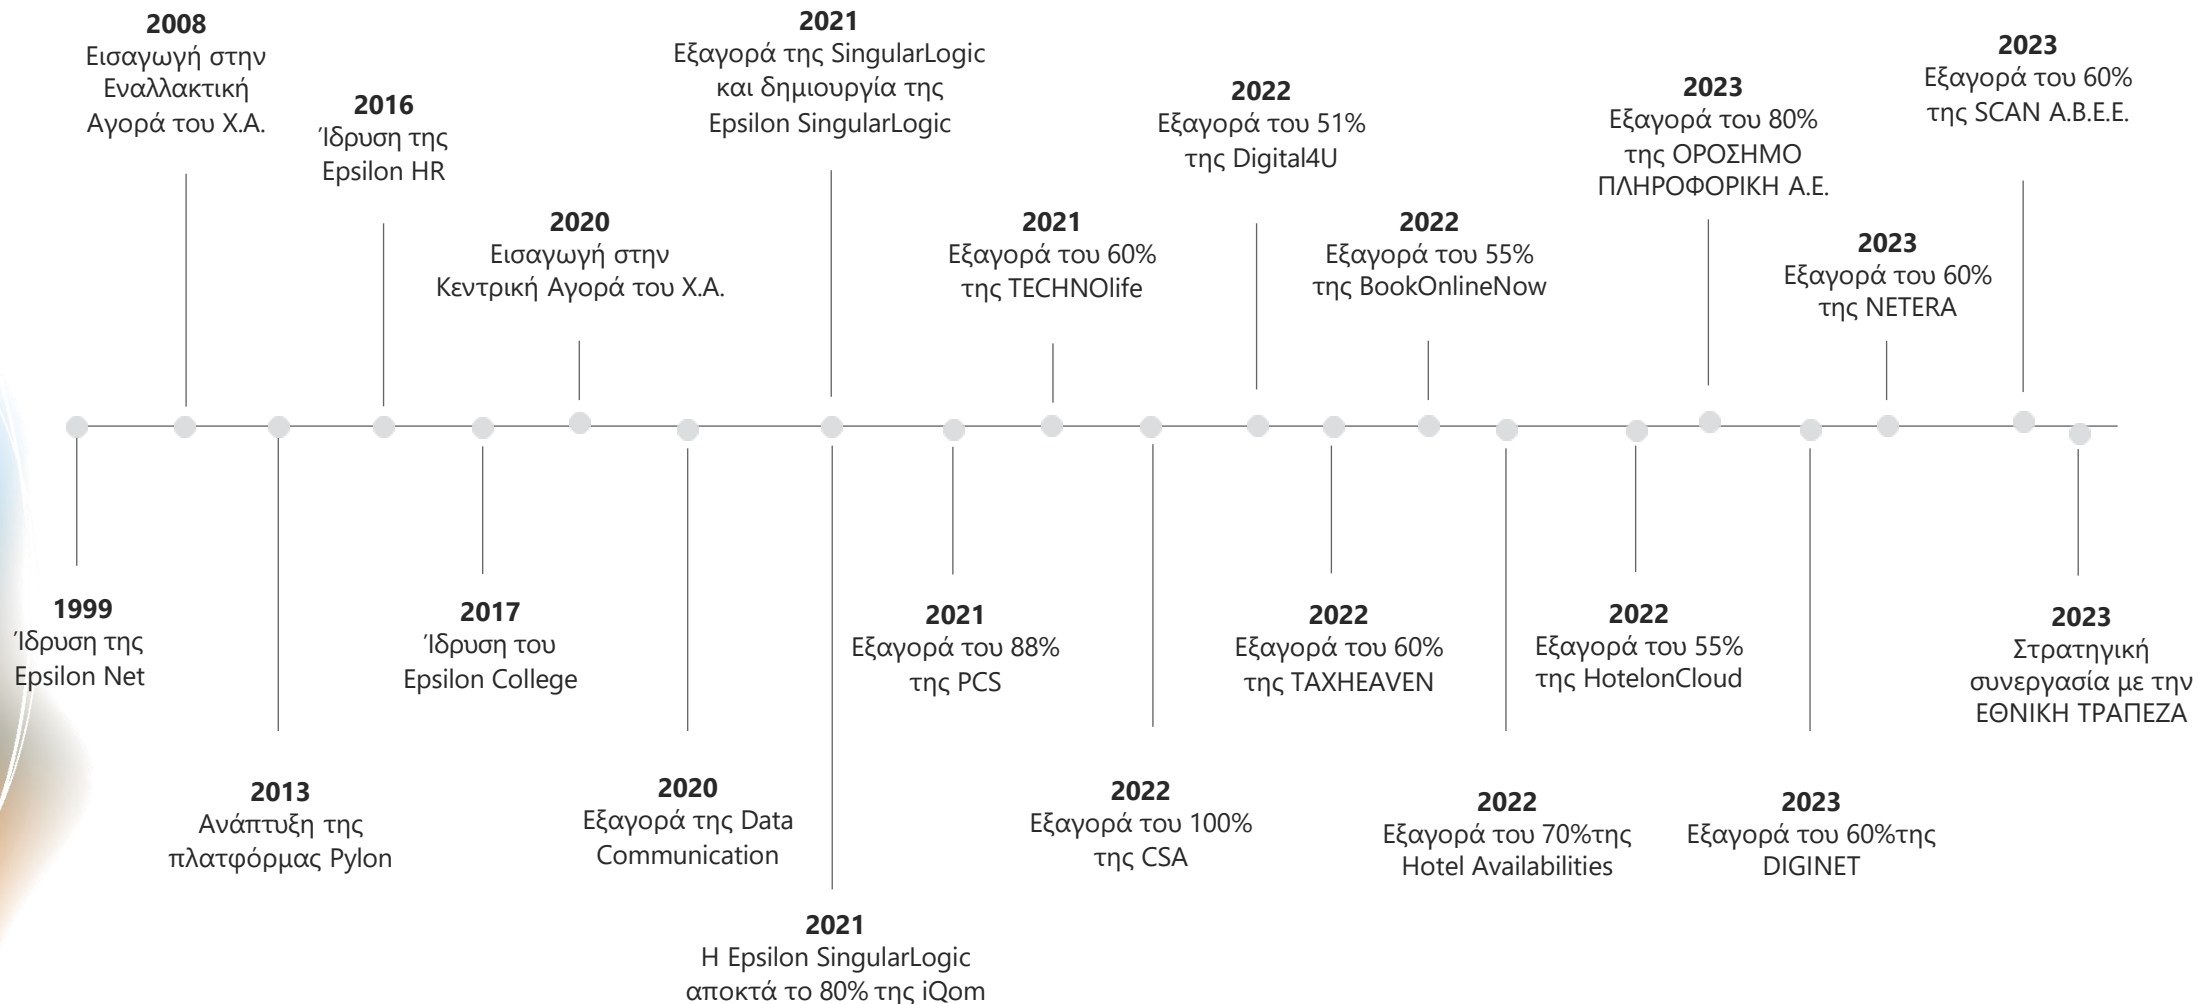 2008
Εισαγωγή στην
Εναλλακτική
Αγορά του Χ.Α.
2016
Ίδρυση της
Epsilon HR
2020
Εισαγωγή στην
Κεντρική Αγορά του Χ.Α.
2021
Εξαγορά της SingularLogic
και δημιουργία της
Epsilon SingularLogic
2021
Εξαγορά του 60%
της TECHNOlife
2022
Εξαγορά του 51%
της Digital4U
2022
Εξαγορά του 55%
της BookOnlineNow
2023
Εξαγορά του 80%
της ΟΡΟΣΗΜΟ
ΠΛΗΡΟΦΟΡΙΚΗ Α.Ε.
2023
Εξαγορά του 60%
της NETERA
2023
Εξαγορά του 60%
της SCAN Α.Β.Ε.Ε.
1999
Ίδρυση της
Epsilon Net
2013
Ανάπτυξη της
πλατφόρμας Pylon
2017
Ίδρυση του
Epsilon College
2020
Εξαγορά της Data
Communication
2021
Η Epsilon SingularLogic
αποκτά το 80% της iQom
2021
Εξαγορά του 88%
της PCS
2022
Εξαγορά του 100%
της CSA
2022
Εξαγορά του 60%
της TAXHEAVEN
2022
Εξαγορά του 70%της
Hotel Availabilities
2022
Εξαγορά του 55%
της HotelonCloud
2023
Εξαγορά του 60%της
DIGINET
2023
Στρατηγική
συνεργασία με την
ΕΘΝΙΚΗ ΤΡΑΠΕΖΑ